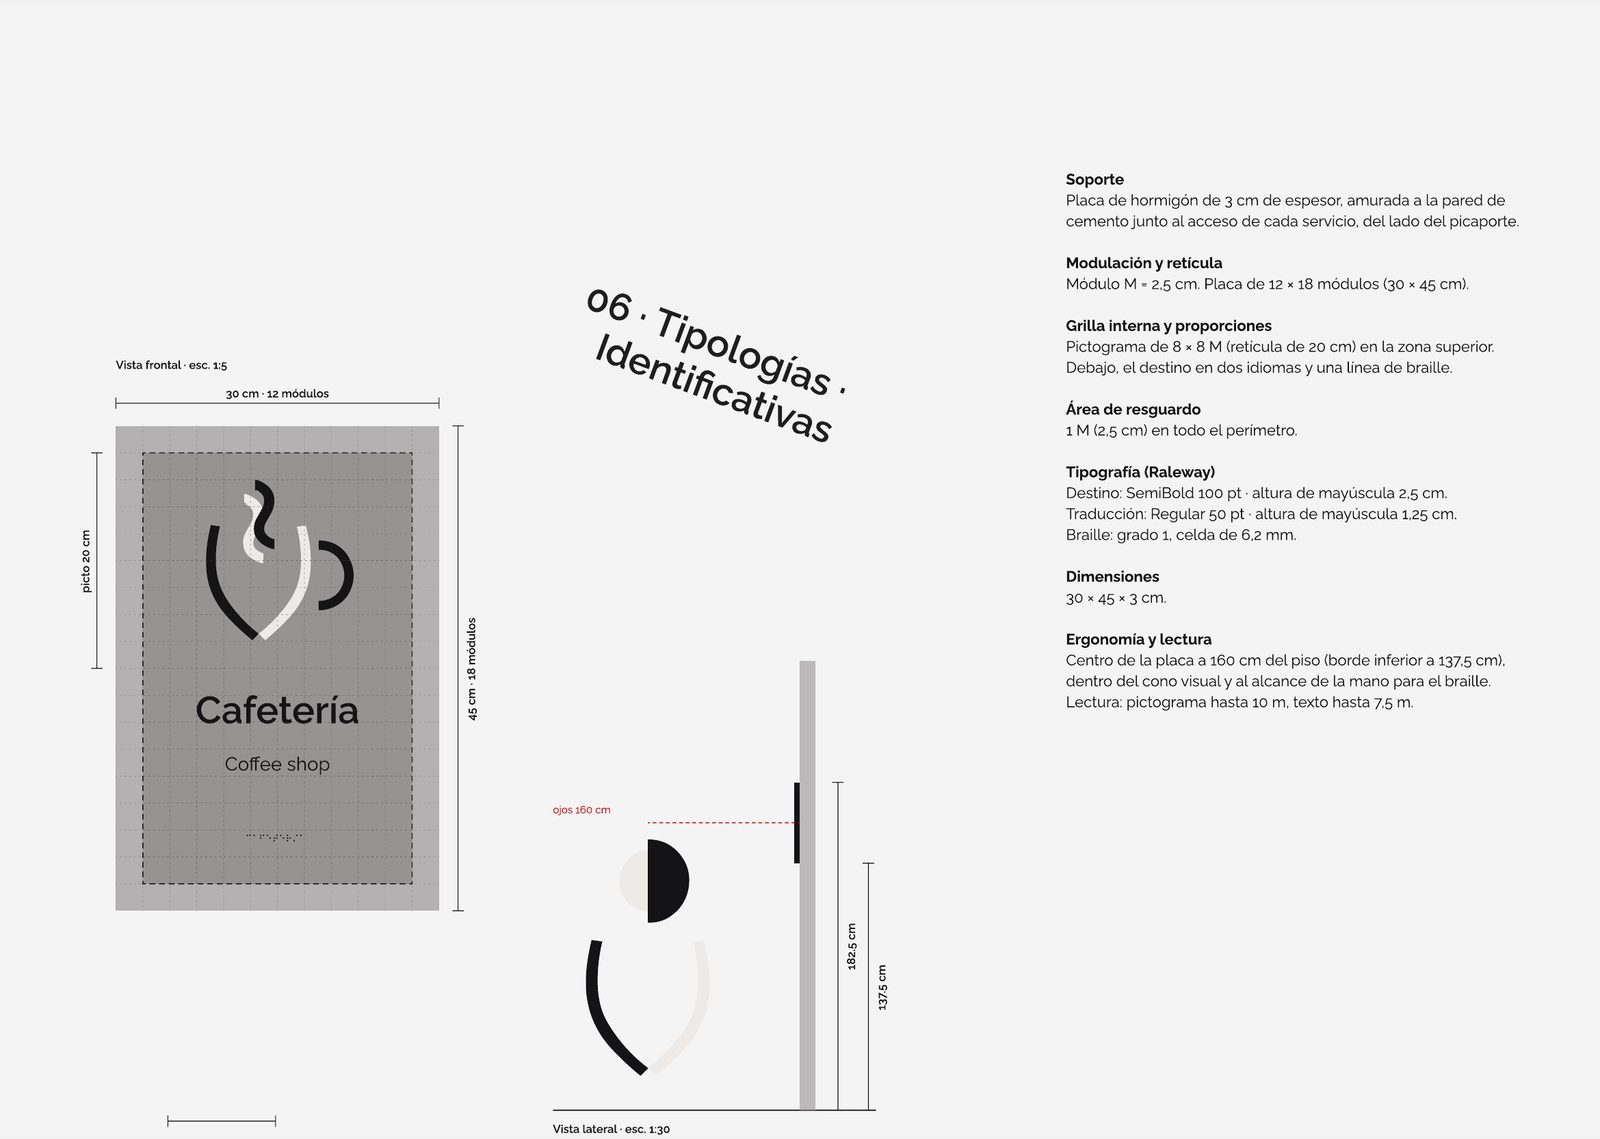 06 · Tipologías ·
Identificativas
Vista frontal · esc. 1:5
30 cm · 12 módulos
picto 20 cm
45 cm · 18 módulos
Cafetería
Coffee shop
ojos 160 cm
182.5 cm
137.5 cm
Vista lateral · esc. 1:30
Soporte
Placa de hormigón de 3 cm de espesor, amurada a la pared de
cemento junto al acceso de cada servicio, del lado del picaporte.
Modulación y retícula
Módulo M = 2,5 cm. Placa de 12 × 18 módulos (30 × 45 cm).
Grilla interna y proporciones
Pictograma de 8 × 8 M (retícula de 20 cm) en la zona superior.
Debajo, el destino en dos idiomas y una línea de braille.
Área de resguardo
1 M (2,5 cm) en todo el perímetro.
Tipografía (Raleway)
Destino: SemiBold 100 pt · altura de mayúscula 2,5 cm.
Traducción: Regular 50 pt · altura de mayúscula 1,25 cm.
Braille: grado 1, celda de 6,2 mm.
Dimensiones
30 × 45 × 3 cm.
Ergonomía y lectura
Centro de la placa a 160 cm del piso (borde inferior a 137,5 cm),
dentro del cono visual y al alcance de la mano para el braille.
Lectura: pictograma hasta 10 m, texto hasta 7,5 m.